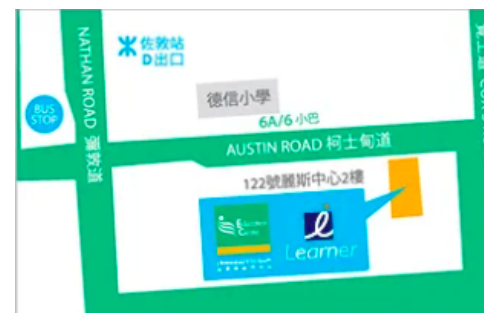 佐敦站
D出口
NATHAN ROAD 彌敦道
BUS
STOP
德信小學
6A/6 小巴
AUSTIN ROAD 柯士甸道
122號麗斯中心2樓
Education
Centre
Learner